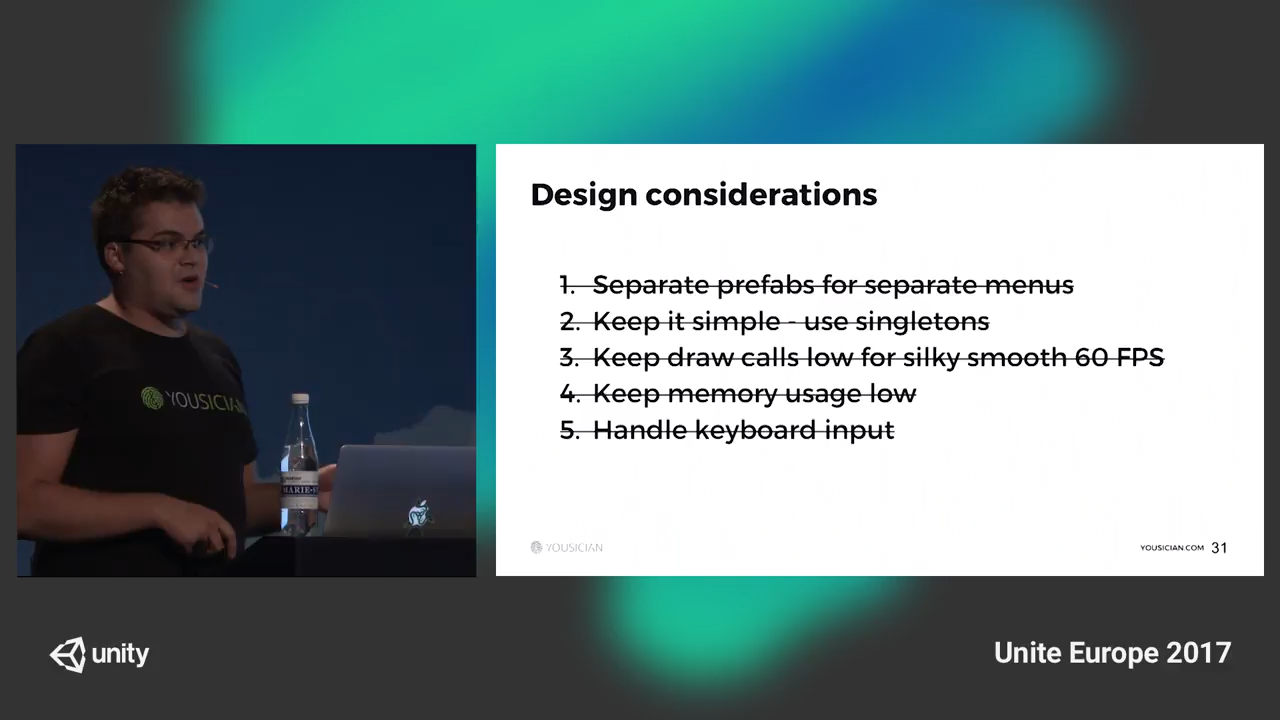 Design considerations
1. Separate prefabs for separate menus
2. Keep it simple - use singletons
3. Keep draw calls low for silky smooth 60 FPS
4. Keep memory usage low
5. Handle keyboard input
YOUSICIAN
YOUSICIAN.COM 31
YOUSICIAN
unity
Unite Europe 2017